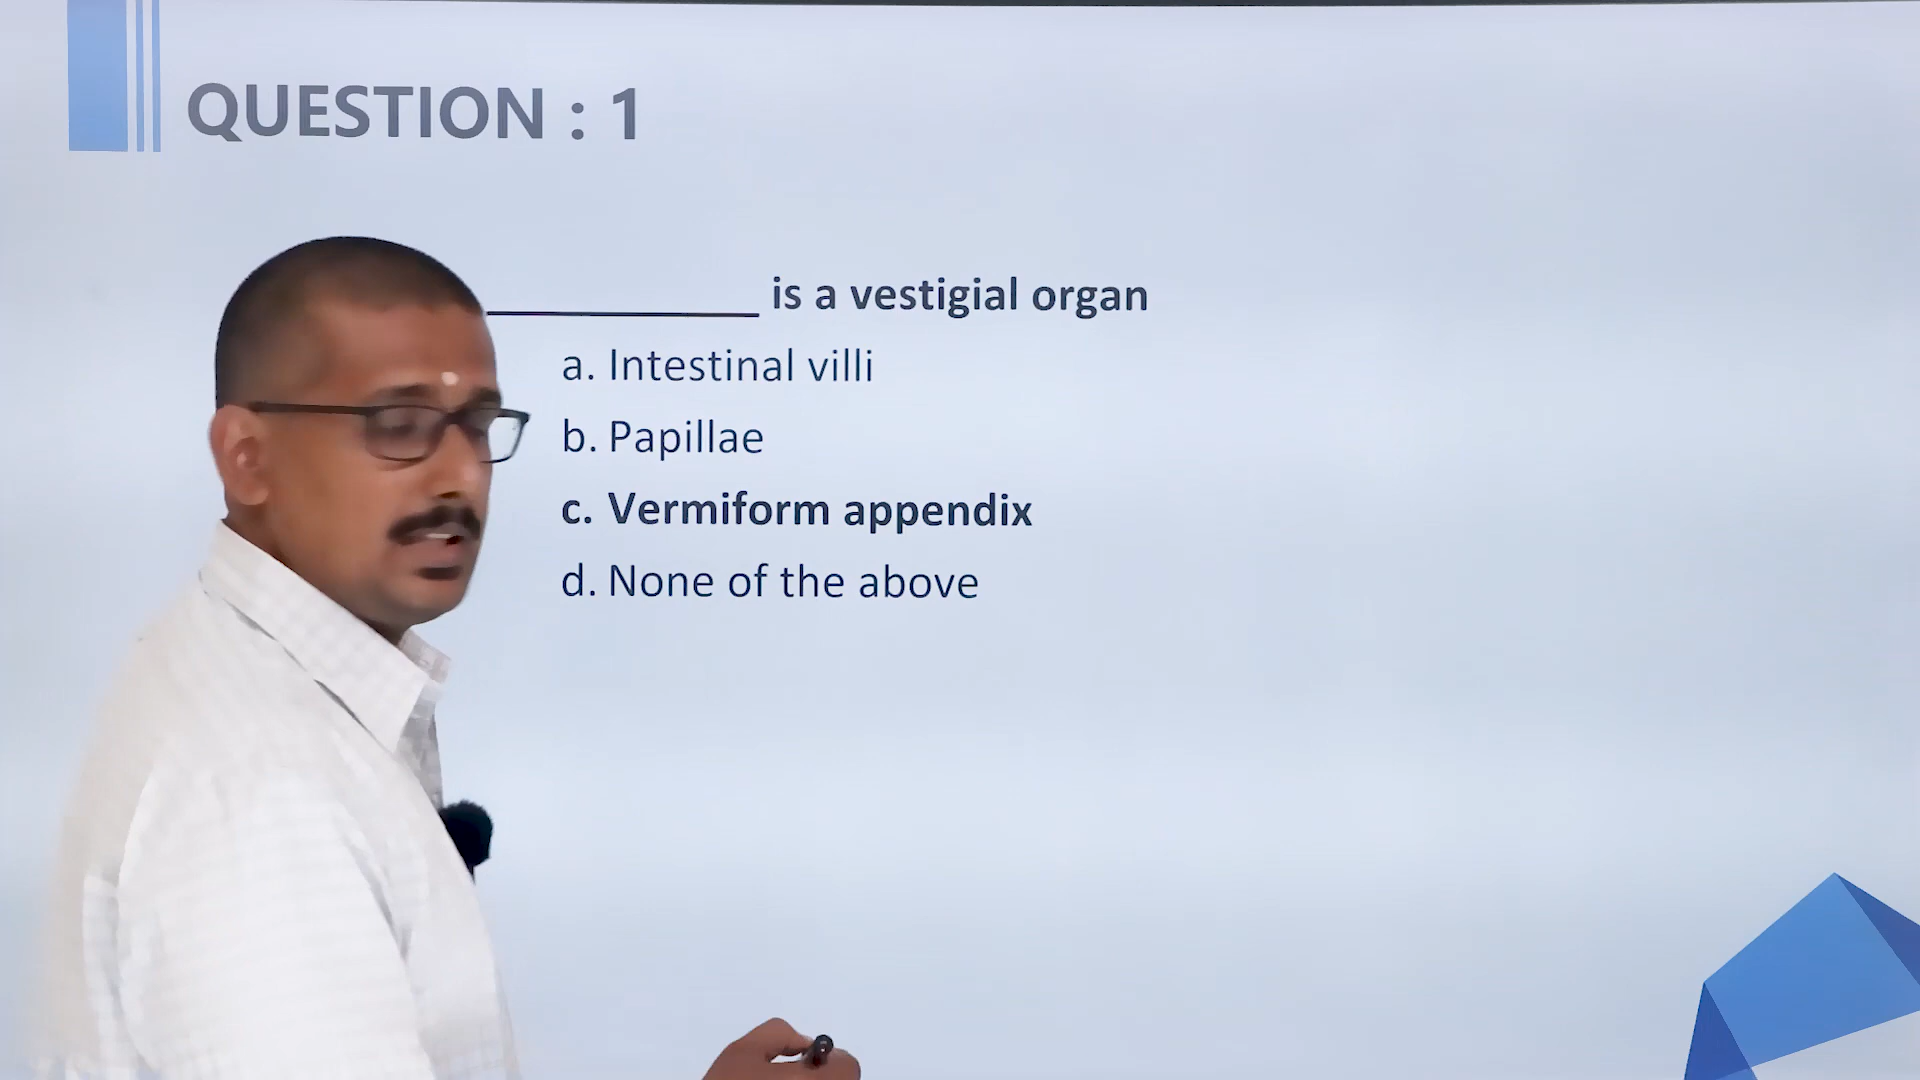 QUESTION : 1
____________ is a vestigial organ
a. Intestinal villi
b. Papillae
c. Vermiform appendix
d. None of the above